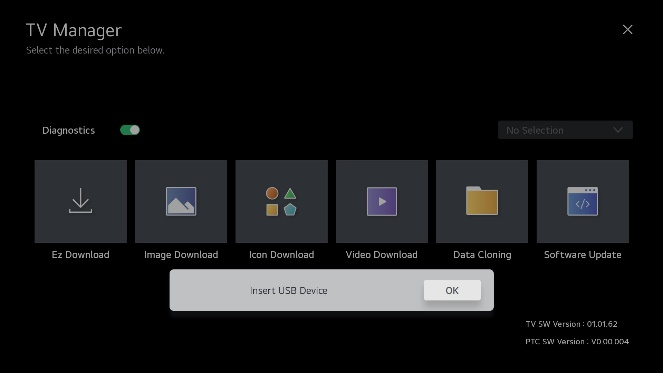 TV Manager
Select the desired option below.
Diagnostics
No Selection
Ez Download
Image Download
Icon Download
Video Download
Data Cloning
Software Update
Insert USB Device
OK
TV SW Version : 01.01.62
PTC SW Version : V0.00.004